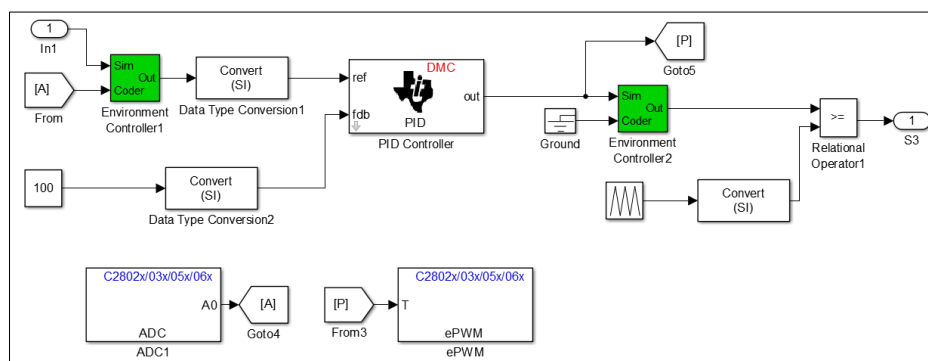 1
In1
[A]
From
Sim
Out
Coder
Environment
Controller1
Convert
(SI)
Data Type Conversion1
ref
DMC
fdb
PID
out
PID Controller
[P]
Goto5
Ground
Sim
Out
Coder
Environment
Controller2
>=
Relational
Operator1
1
S3
100
Convert
(SI)
Data Type Conversion2
Convert
(SI)
C2802x/03x/05x/06x
A0
ADC
ADC1
[A]
Goto4
[P]
From3
C2802x/03x/05x/06x
T
ePWM
ePWM